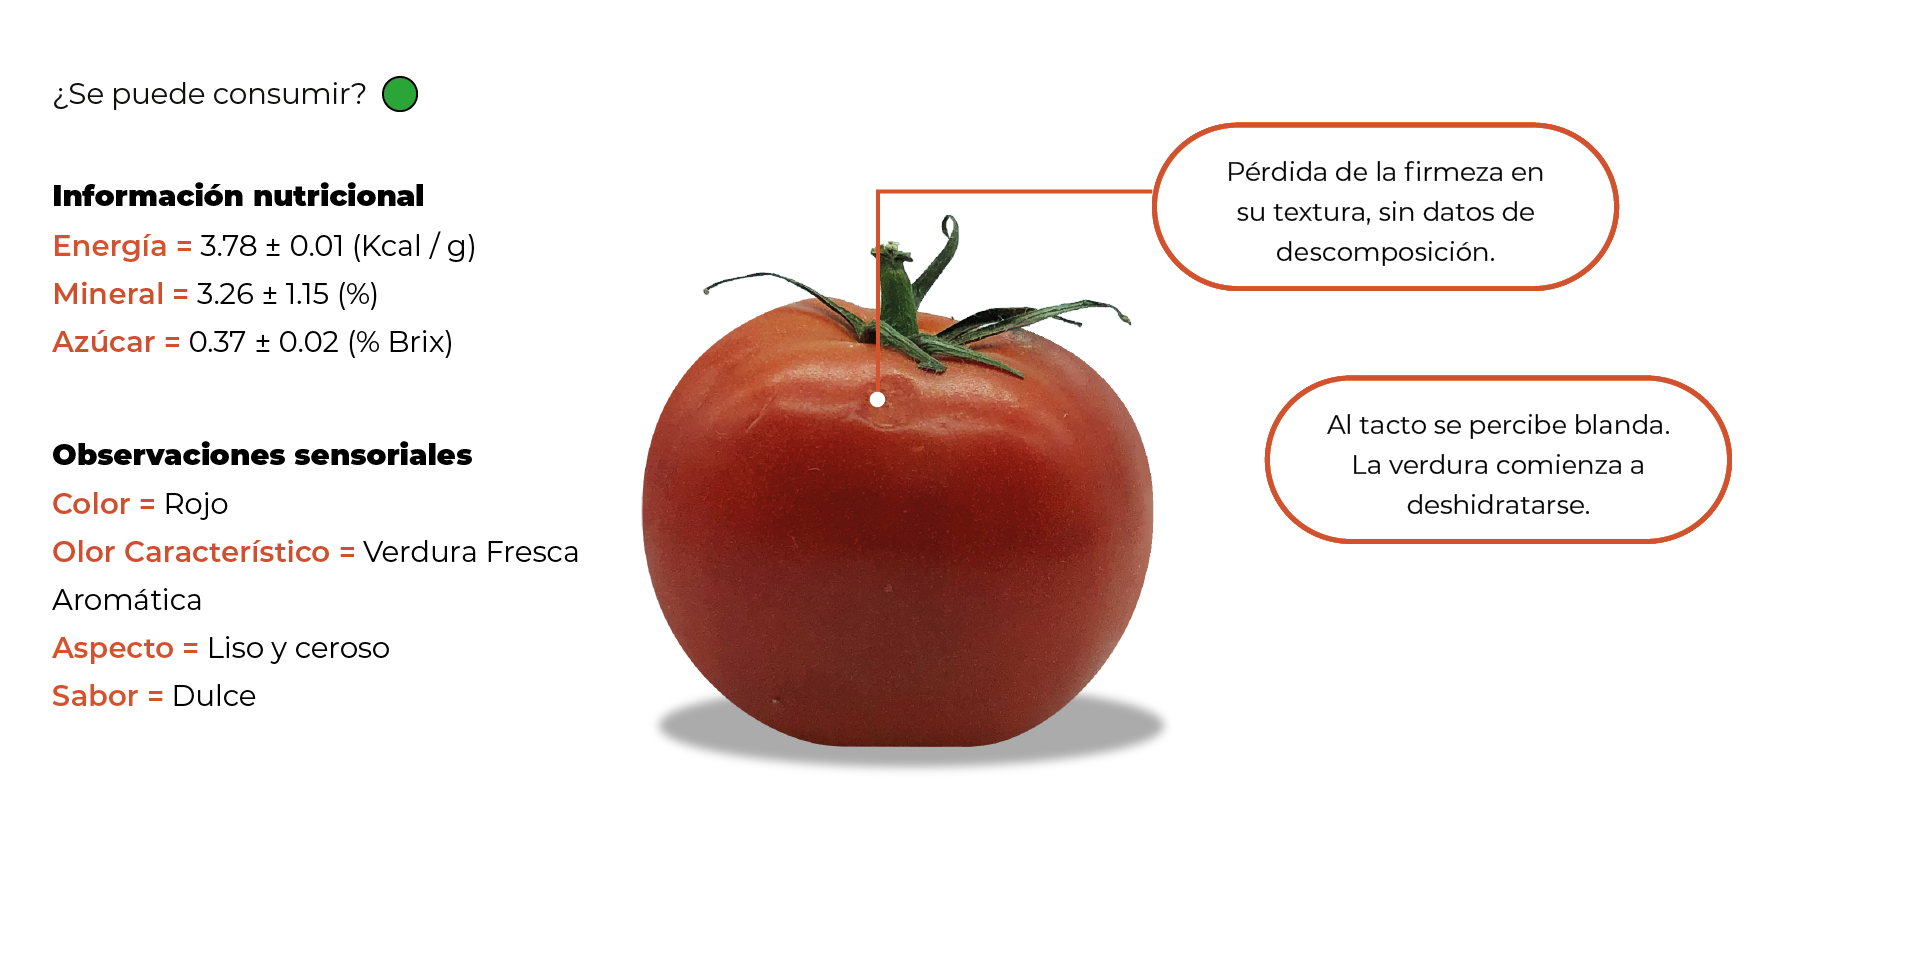 ¿Se puede consumir?
Información nutricional
Energía = 3.78 ± 0.01 (Kcal / g)
Mineral = 3.26 ± 1.15 (%)
Azúcar = 0.37 ± 0.02 (% Brix)
Observaciones sensoriales
Color = Rojo
Olor Característico = Verdura Fresca
Aromática
Aspecto = Liso y ceroso
Sabor = Dulce
Pérdida de la firmeza en
su textura, sin datos de
descomposición.
Al tacto se percibe blanda.
La verdura comienza a
deshidratarse.